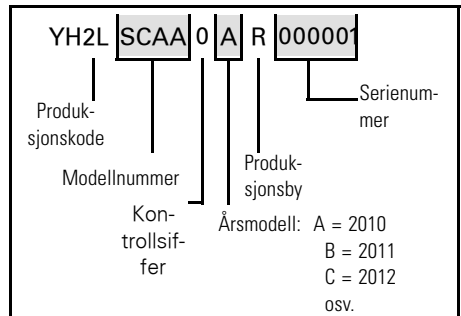 YH2L SCAA 0 A R 000001
Produk-
sjonskode
Serienum-
mer
Modellnummer
Produk-
sjonsby
Kon-
trollsif-
fer
Årsmodell: A = 2010
B = 2011
C = 2012
osv.